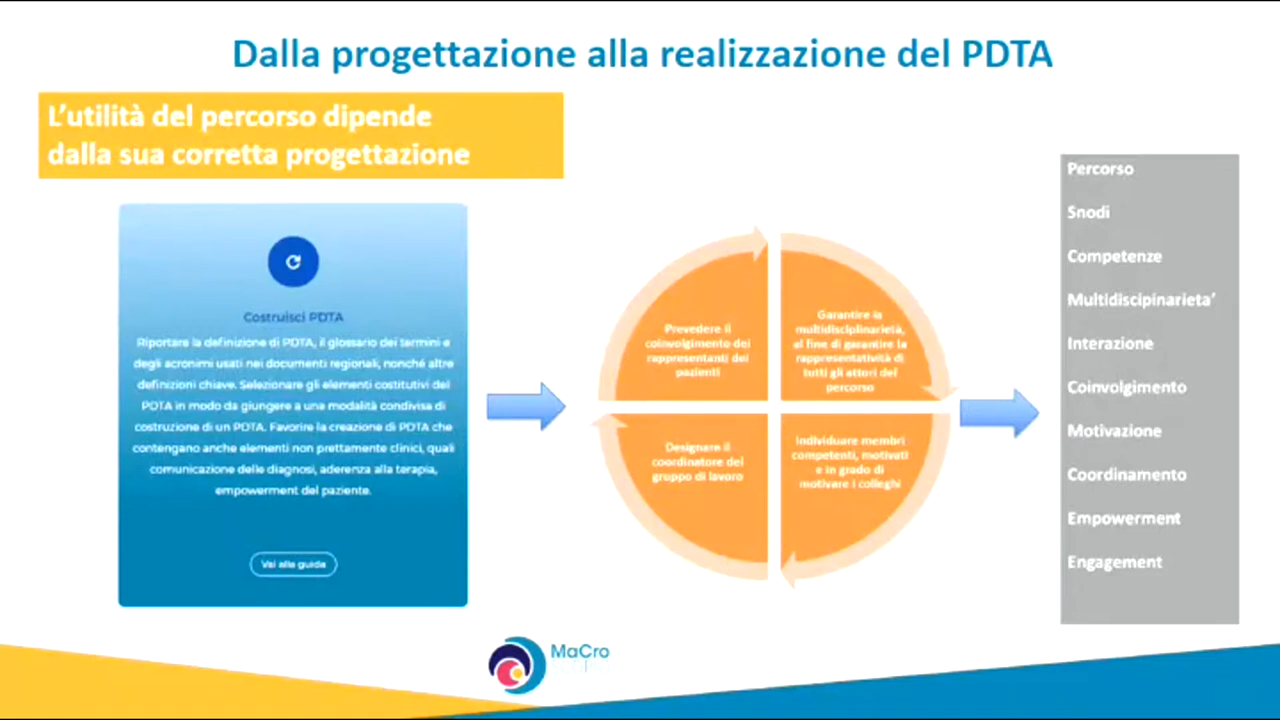 Dalla progettazione alla realizzazione del PDTA
L'utilità del percorso dipende
dalla sua corretta progettazione
Costruisci PDTA
Riportare la definizione di PDTA, il glossario dei termini e
degli acronimi usati nei documenti regionali, nonché altre
definizioni chiave. Selezionare gli elementi costitutivi del
PDTA in modo da giungere a una modalità condivisa di
costruzione di un PDTA. Favorire la creazione di PDTA che
contengano anche elementi non prettamente clinici, quali
comunicazione delle diagnosi, aderenza alla terapia,
empowerment del paziente.
Vai alla guida
Prevedere il
coinvolgimento dei
rappresentanti dei
pazienti
Garantire la
multidisciplinarietà,
al fine di garantire la
rappresentatività di
tutti gli attori del
percorso
Designare il
coordinatore del
gruppo di lavoro
Individuare membri
competenti, motivati
e in grado di
motivare i colleghi
Percorso
Snodi
Competenze
Multidiscipinarieta'
Interazione
Coinvolgimento
Motivazione
Coordinamento
Empowerment
Engagement
MaCro